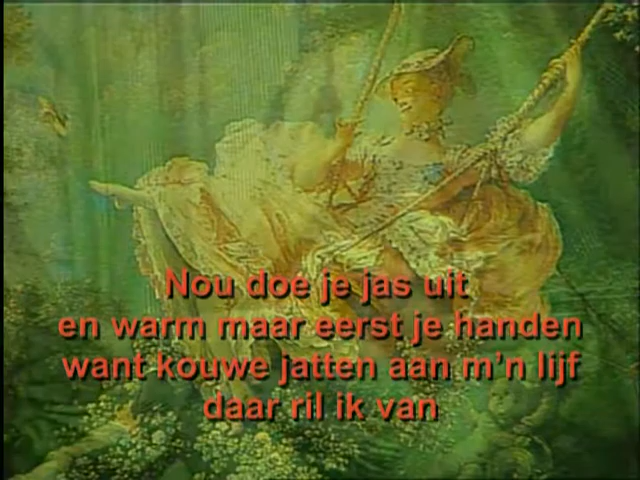 Nou doe je jas uit
en warm maar eerst je handen
want kouwe jatten aan m'n lijf
daar ril ik van